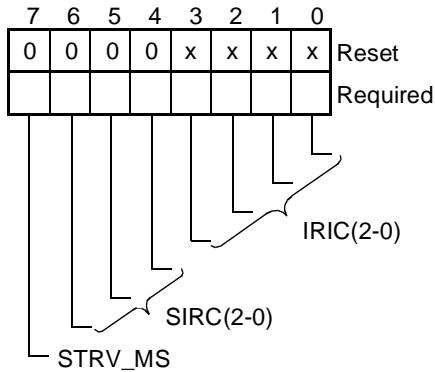 7 6 5 4 3 2 1 0
0 0 0 0 x x x x Reset
Required
IRIC(2-0)
SIRC(2-0)
STRV_MS